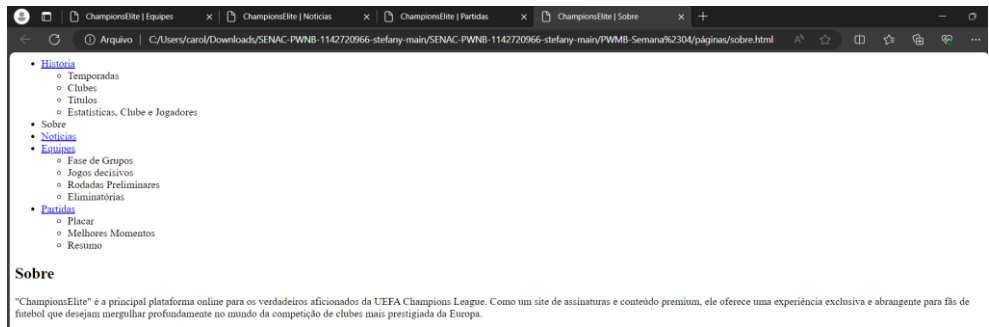 ChampionsElite | Equipes
ChampionsElite | Noticias
ChampionsElite | Partidas
ChampionsElite | Sobre
Arquivo | C:/Users/carol/Downloads/SENAC-PWNB-1142720966-stefany-main/SENAC-PWNB-1142720966-stefany-main/PWMB-Semana%2304/páginas/sobre.html
Historia
Temporadas
Clubes
Titulos
Estatisticas, Clube e Jogadores
Sobre
Noticias
Equipes
Fase de Grupos
Jogos decisivos
Rodadas Preliminares
Eliminatórias
Partidas
Placar
Melhores Momentos
Resumo
Sobre
"ChampionsElite" é a principal plataforma online para os verdadeiros aficionados da UEFA Champions League. Como um site de assinaturas e conteúdo premium, ele oferece uma experiência exclusiva e abrangente para fãs de
futebol que desejam mergulhar profundamente no mundo da competição de clubes mais prestigiada da Europa.